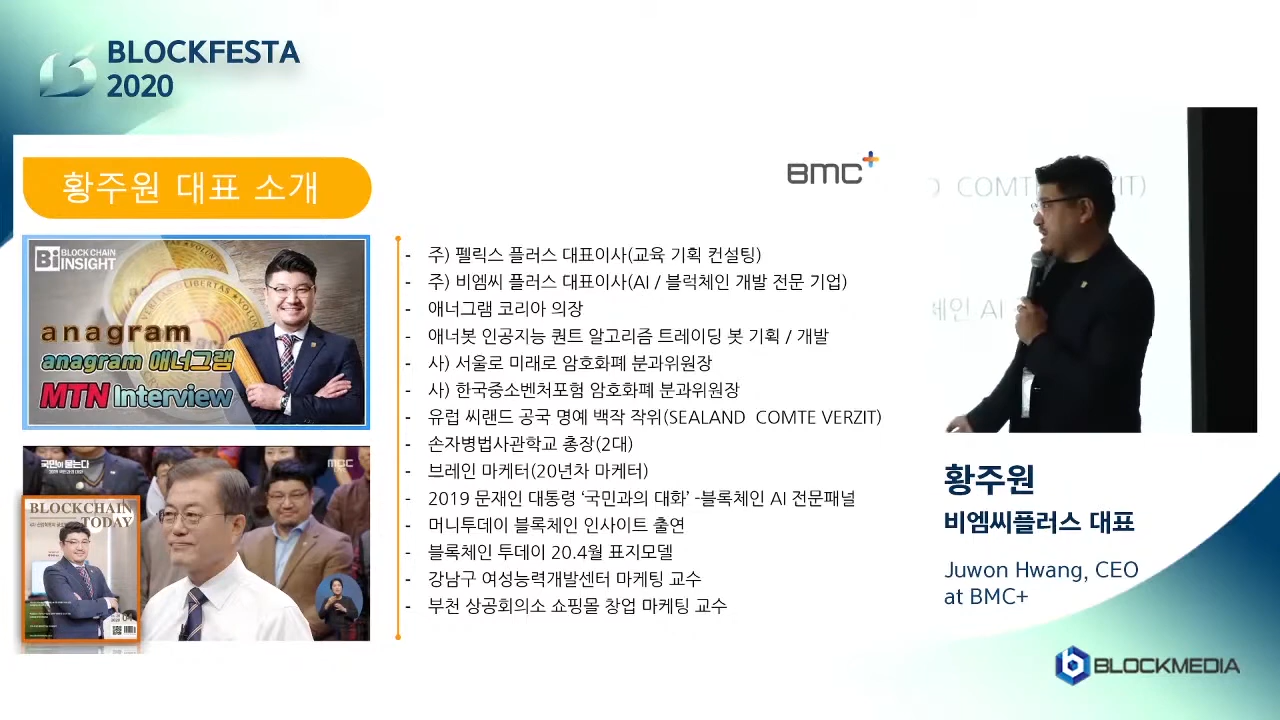 BLOCKFESTA
2020
황주원 대표 소개
BMC+
Bi BLOCK CHAIN
INSIGHT
anagram
anagram 애너그램
MTN Interview
국민이 묻는다
MBC
BLOCKCHAIN
TODAY
- 주) 펠릭스 플러스 대표이사(교육 기획 컨설팅)
- 주) 비엠씨 플러스 대표이사(AI / 블럭체인 개발 전문 기업)
- 애너그램 코리아 의장
- 애너봇 인공지능 퀀트 알고리즘 트레이딩 봇 기획 / 개발
- 사) 서울로 미래로 암호화폐 분과위원장
- 사) 한국중소벤처포험 암호화폐 분과위원장
- 유럽 씨랜드 공국 명예 백작 작위(SEALAND COMTE VERZIT)
- 손자병법사관학교 총장(2대)
- 브레인 마케터(20년차 마케터)
- 2019 문재인 대통령 ‘국민과의 대화’ -블록체인 AI 전문패널
- 머니투데이 블록체인 인사이트 출연
- 블록체인 투데이 20.4월 표지모델
- 강남구 여성능력개발센터 마케팅 교수
- 부천 상공회의소 쇼핑몰 창업 마케팅 교수
COMTE
ZIT)
체인 AI
황주원
비엠씨플러스 대표
Juwon Hwang, CEO
at BMC+
BLOCKMEDIA